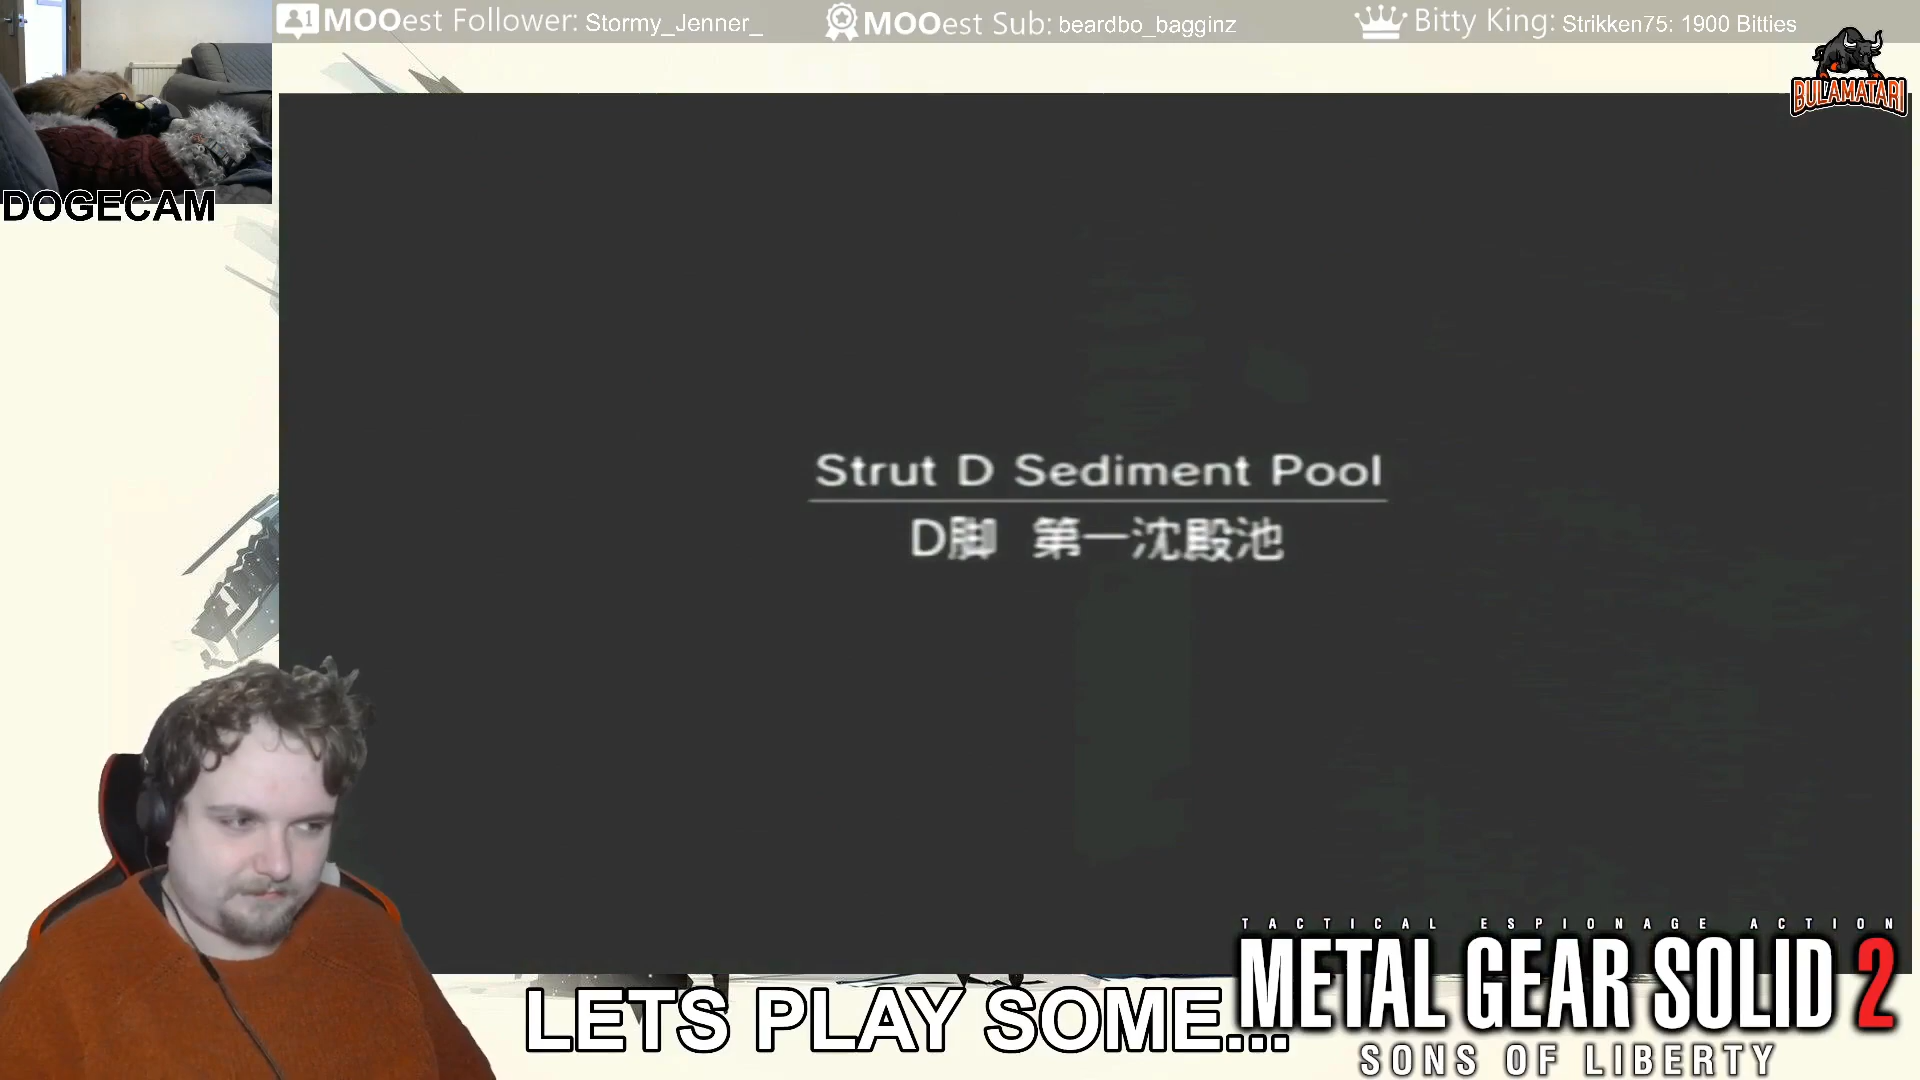 MOOest Follower: Stormy_Jenner_
MOOest Sub: beardbo_bagginz
Bitty King: Strikken75: 1900 Bitties
BULAMATARI
DOGECAM
Strut D Sediment Pool
D脚 第一沈殿池
TACTICAL ESPIONAGE ACTION
METAL GEAR SOLID 2
SONS OF LIBERTY
LETS PLAY SOME...